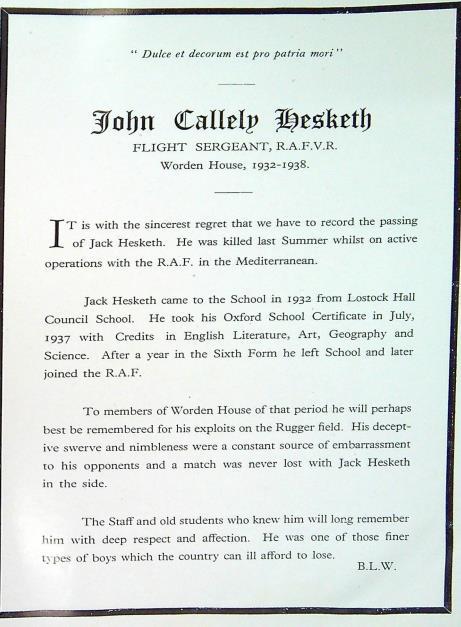 " Dulce et decorum est pro patria mori "
John Callely Hesketh
FLIGHT SERGEANT, R.A.F.V.R.
Worden House, 1932-1938.
IT is with the sincerest regret that we have to record the passing
of Jack Hesketh. He was killed last Summer whilst on active
operations with the R.A.F. in the Mediterranean.
Jack Hesketh came to the School in 1932 from Lostock Hall
Council School. He took his Oxford School Certificate in July,
1937 with Credits in English Literature, Art, Geography and
Science. After a year in the Sixth Form he left School and later
joined the R.A.F.
To members of Worden House of that period he will perhaps
best be remembered for his exploits on the Rugger field. His decept-
ive swerve and nimbleness were a constant source of embarrassment
to his opponents and a match was never lost with Jack Hesketh
in the side.
The Staff and old students who knew him will long remember
him with deep respect and affection. He was one of those finer
types of boys which the country can ill afford to lose.
B.L.W.